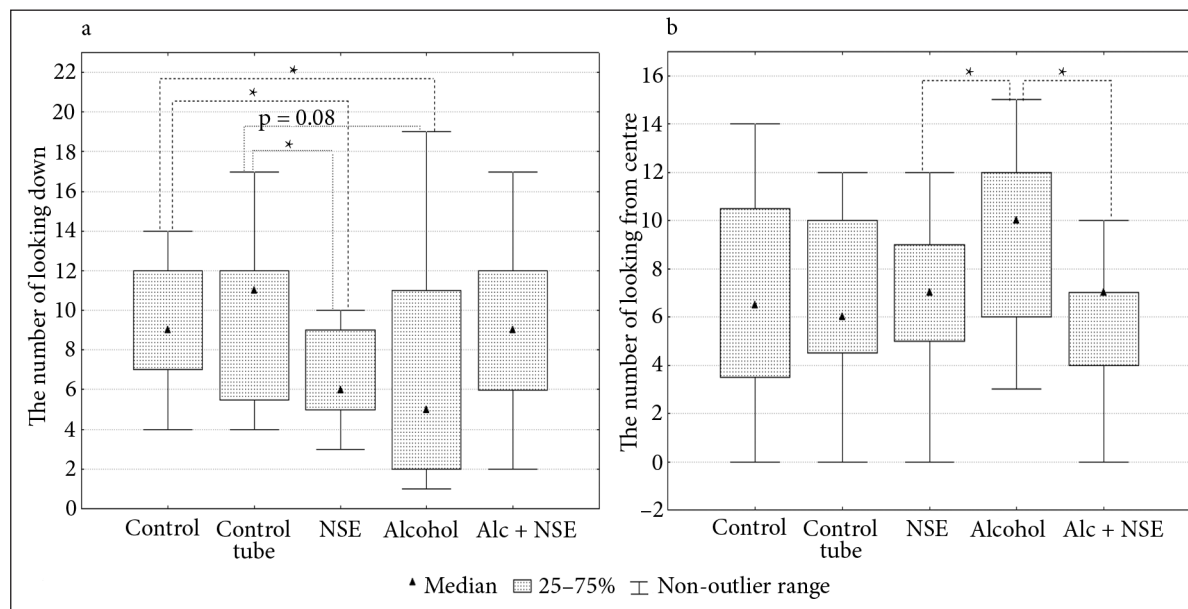 a
The number of looking down
22
20
18
16
14
12
10
8
6
4
2
0
*
*
p = 0.08
*
Control
Control
tube
NSE
Alcohol
Alc + NSE
b
The number of looking from centre
16
14
12
10
8
6
4
2
0
–2
*
*
Control
Control
tube
NSE
Alcohol
Alc + NSE
Median 25–75% Non-outlier range